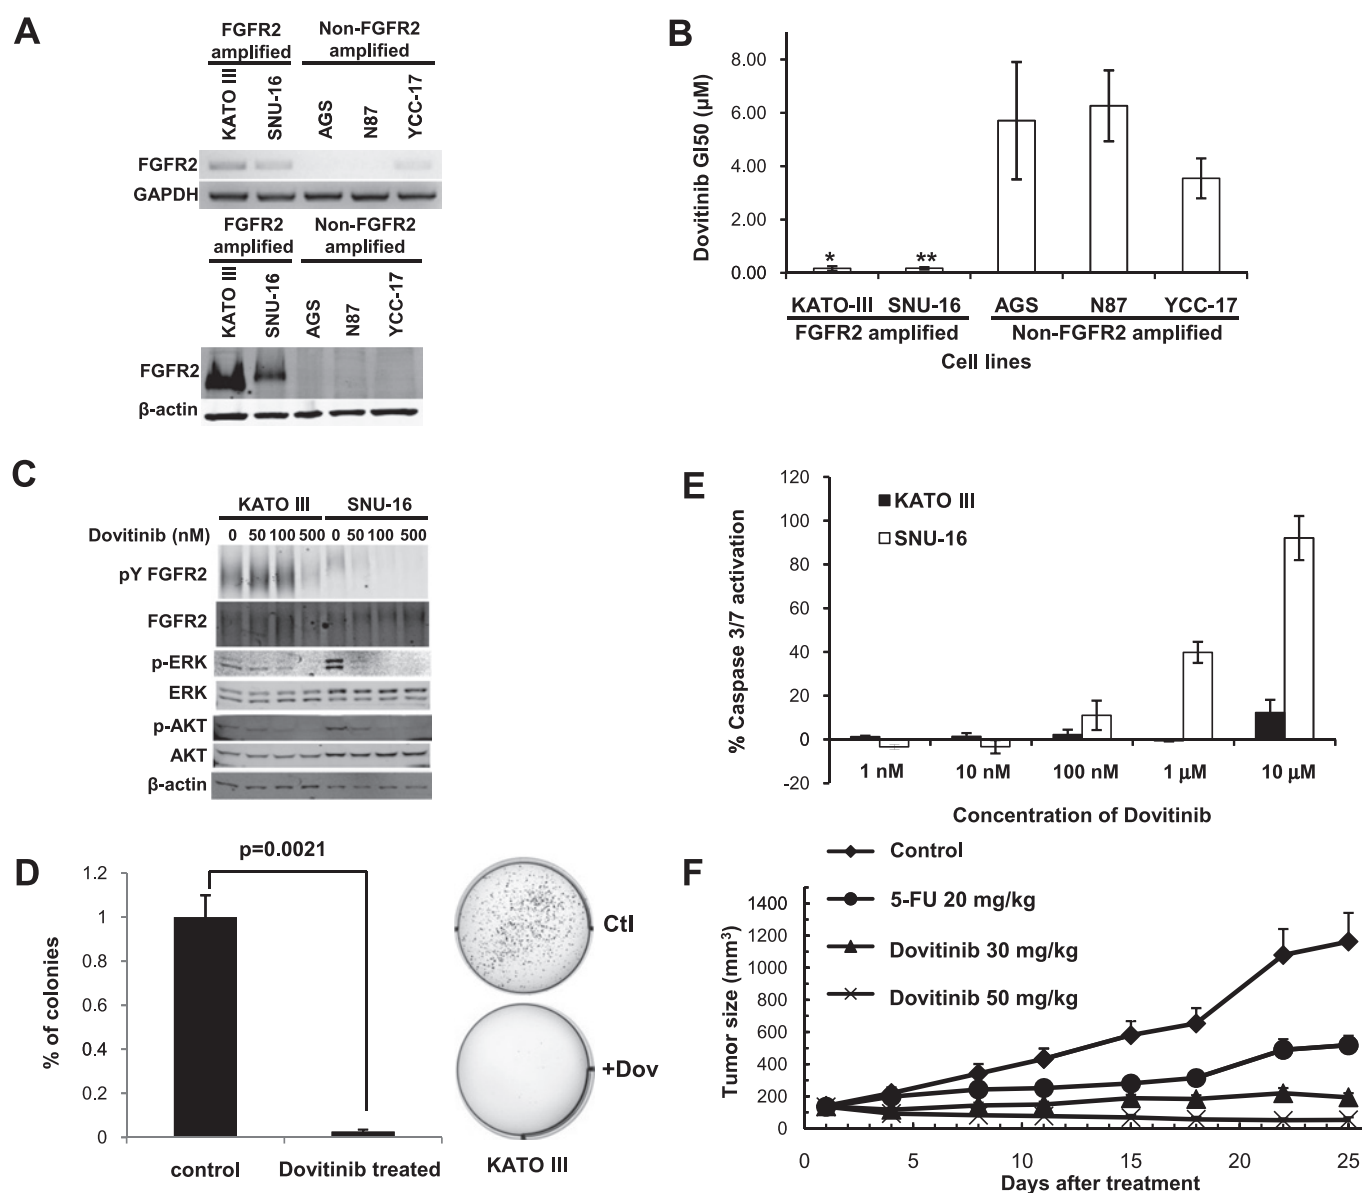 A
FGFR2 amplified
Non-FGFR2 amplified
KATO III
SNU-16
AGS
N87
YCC-17
FGFR2
GAPDH
FGFR2 amplified
Non-FGFR2 amplified
KATO III
SNU-16
AGS
N87
YCC-17
FGFR2
β-actin
B
Dovitinib GI50 (µM)
8.00
6.00
4.00
2.00
0.00
*
**
KATO-III SNU-16 AGS N87 YCC-17
FGFR2 amplified Non-FGFR2 amplified
Cell lines
C
KATO III SNU-16
Dovitinib (nM) 0 50 100 500 0 50 100 500
pY FGFR2
FGFR2
p-ERK
ERK
p-AKT
AKT
β-actin
D
p=0.0021
% of colonies
1.2
1
0.8
0.6
0.4
0.2
0
control Dovitinib treated
Ctl
+Dov
KATO III
E
% Caspase 3/7 activation
120
100
80
60
40
20
0
-20
KATO III
SNU-16
1 nM 10 nM 100 nM 1 µM 10 µM
Concentration of Dovitinib
F
Control
5-FU 20 mg/kg
Dovitinib 30 mg/kg
Dovitinib 50 mg/kg
Tumor size (mm³)
1400
1200
1000
800
600
400
200
0
0 5 10 15 20 25
Days after treatment